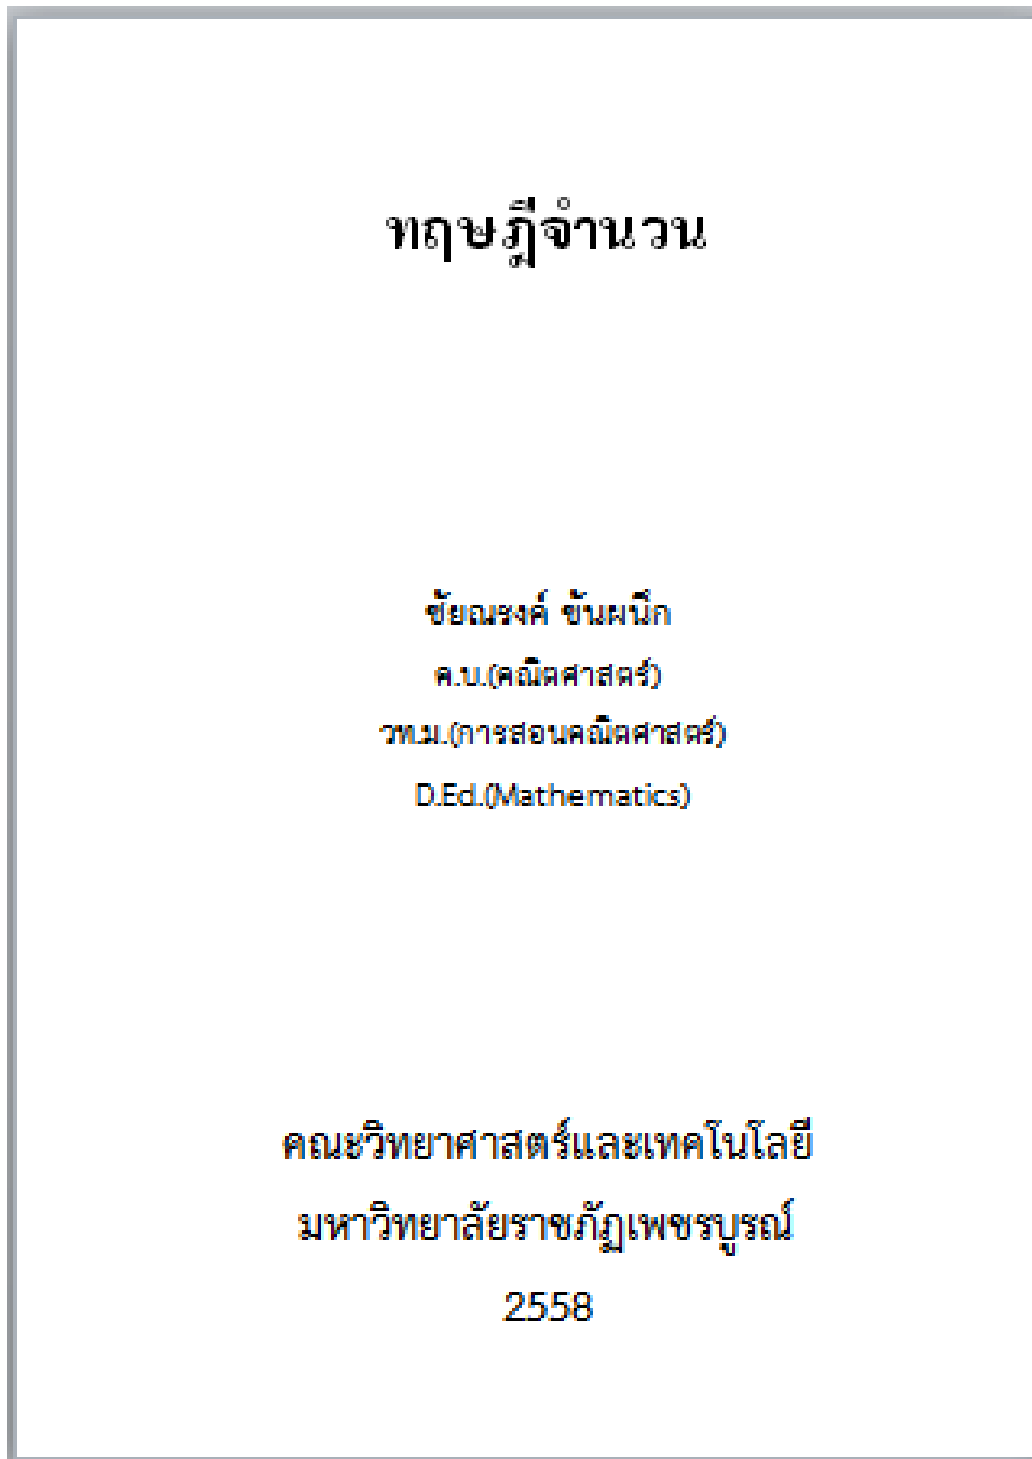 ทฤษฎีจำนวน
ชัยณรงค์ ขันผนึก
ค.บ.(คณิตศาสตร์)
วท.ม.(การสอนคณิตศาสตร์)
D.Ed.(Mathematics)
คณะวิทยาศาสตร์และเทคโนโลยี
มหาวิทยาลัยราชภัฏเพชรบูรณ์
2558